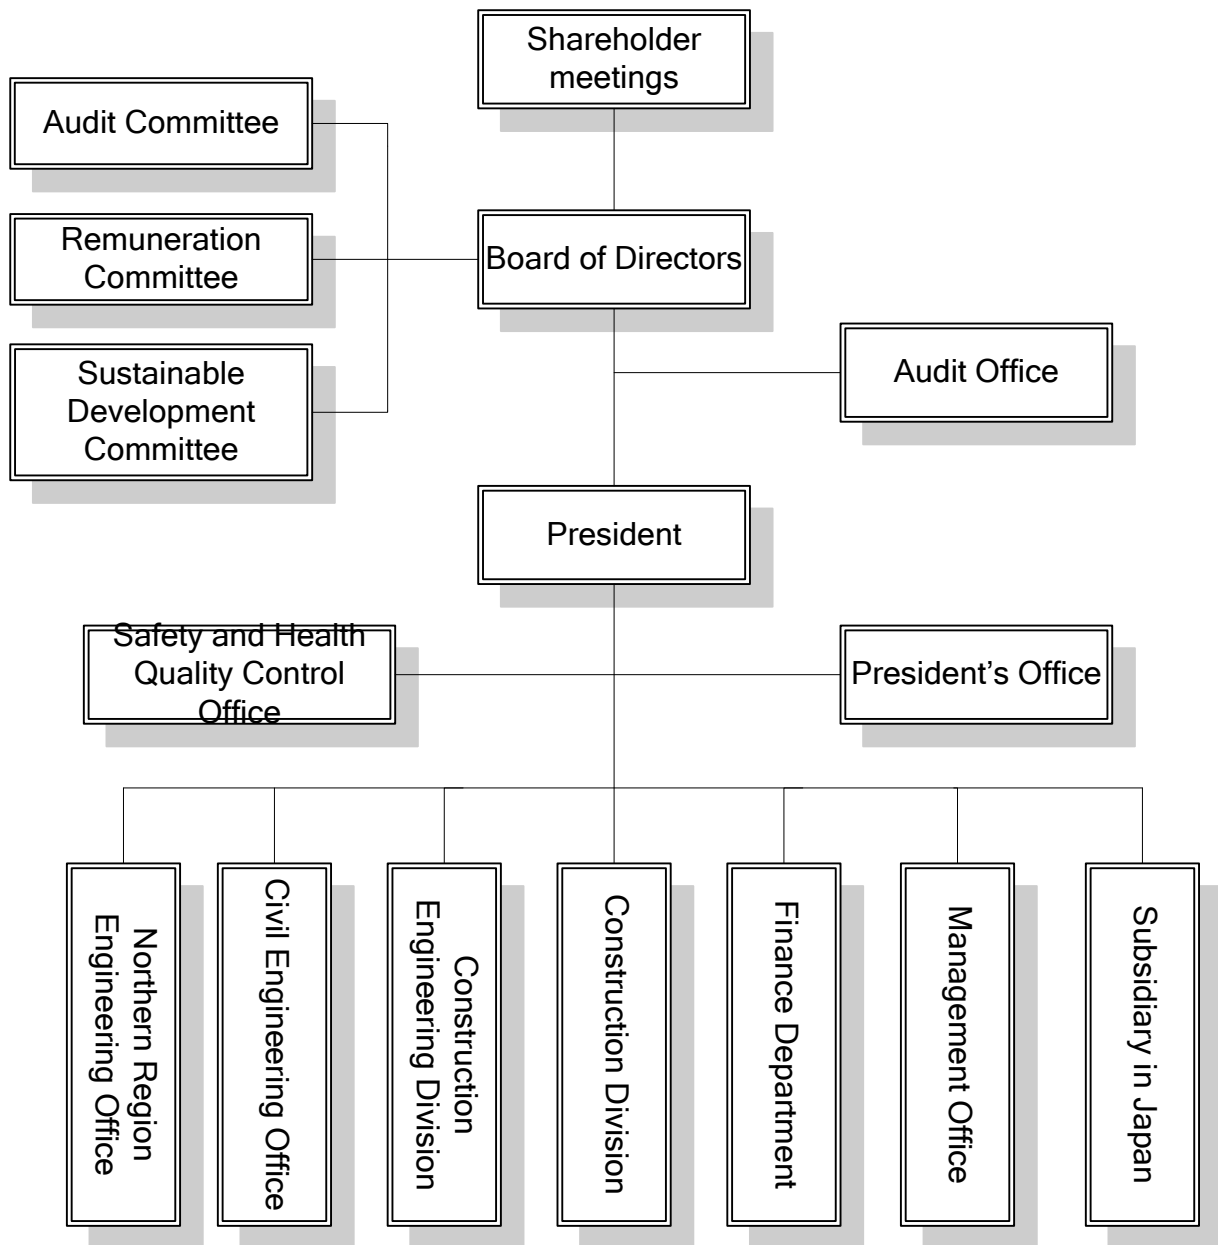 Shareholder
meetings
Audit Committee
Remuneration
Committee
Board of Directors
Sustainable
Development
Committee
Audit Office
President
Safety and Health
Quality Control
Office
President’s Office
Northern Region
Engineering Office
Civil Engineering Office
Construction
Engineering Division
Construction Division
Finance Department
Management Office
Subsidiary in Japan